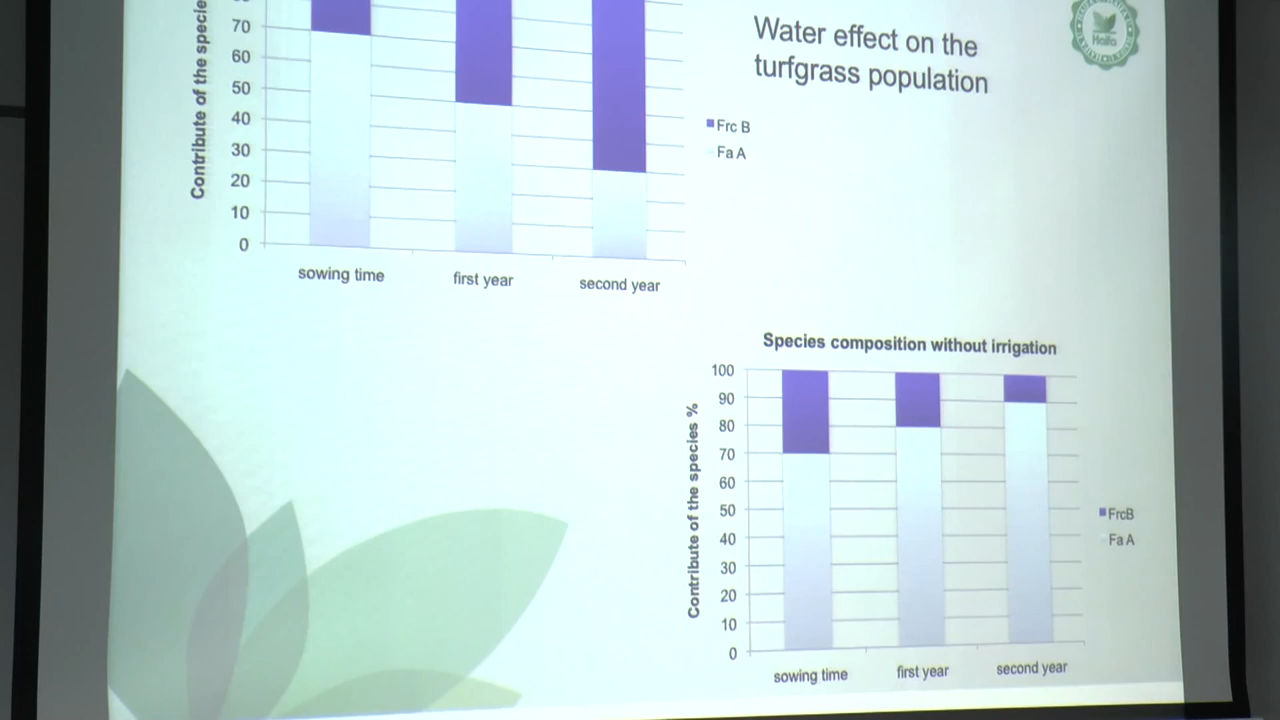 70
60
50
40
30
20
10
0
Contribute of the specie
sowing time
first year
second year
Frc B
Fa A
Water effect on the
turfgrass population
Haifa
Species composition without irrigation
100
90
80
70
60
50
40
30
20
10
0
Contribute of the species %
sowing time
first year
second year
FrcB
Fa A